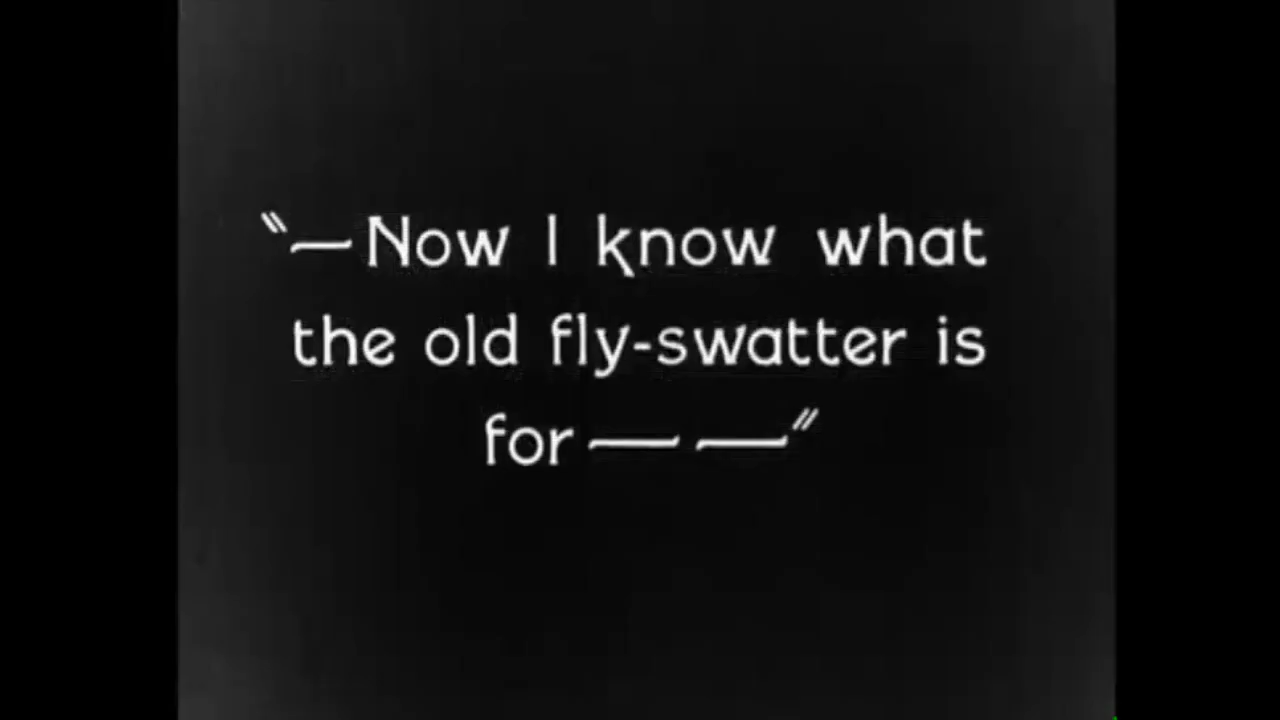 "—Now I know what
the old fly-swatter is
for— —"